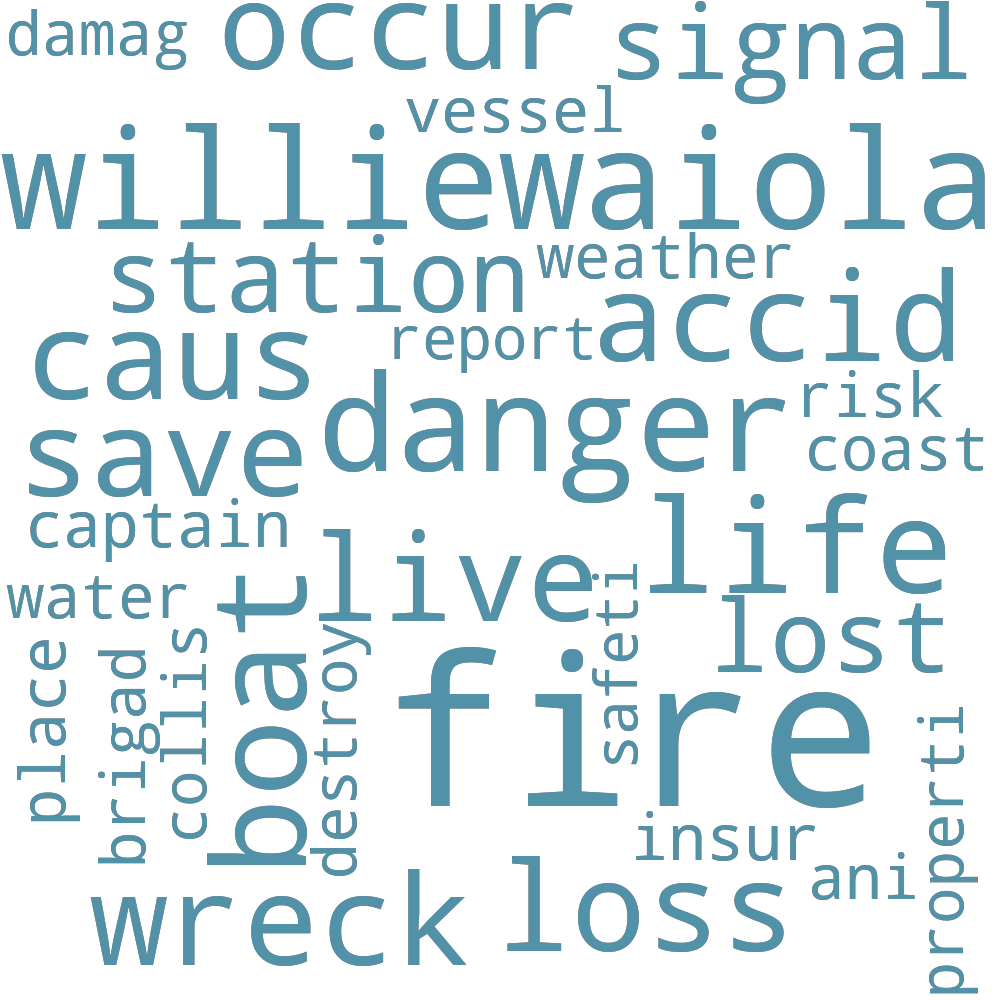 damag
occur
signal
vessel
williewaiola
station
weather
accid
caus
report
danger
risk
save
coast
captain
live
life
water
boat
safeti
lost
place
brigad
collis
destroy
fire
properti
insur
ani
wreck
loss